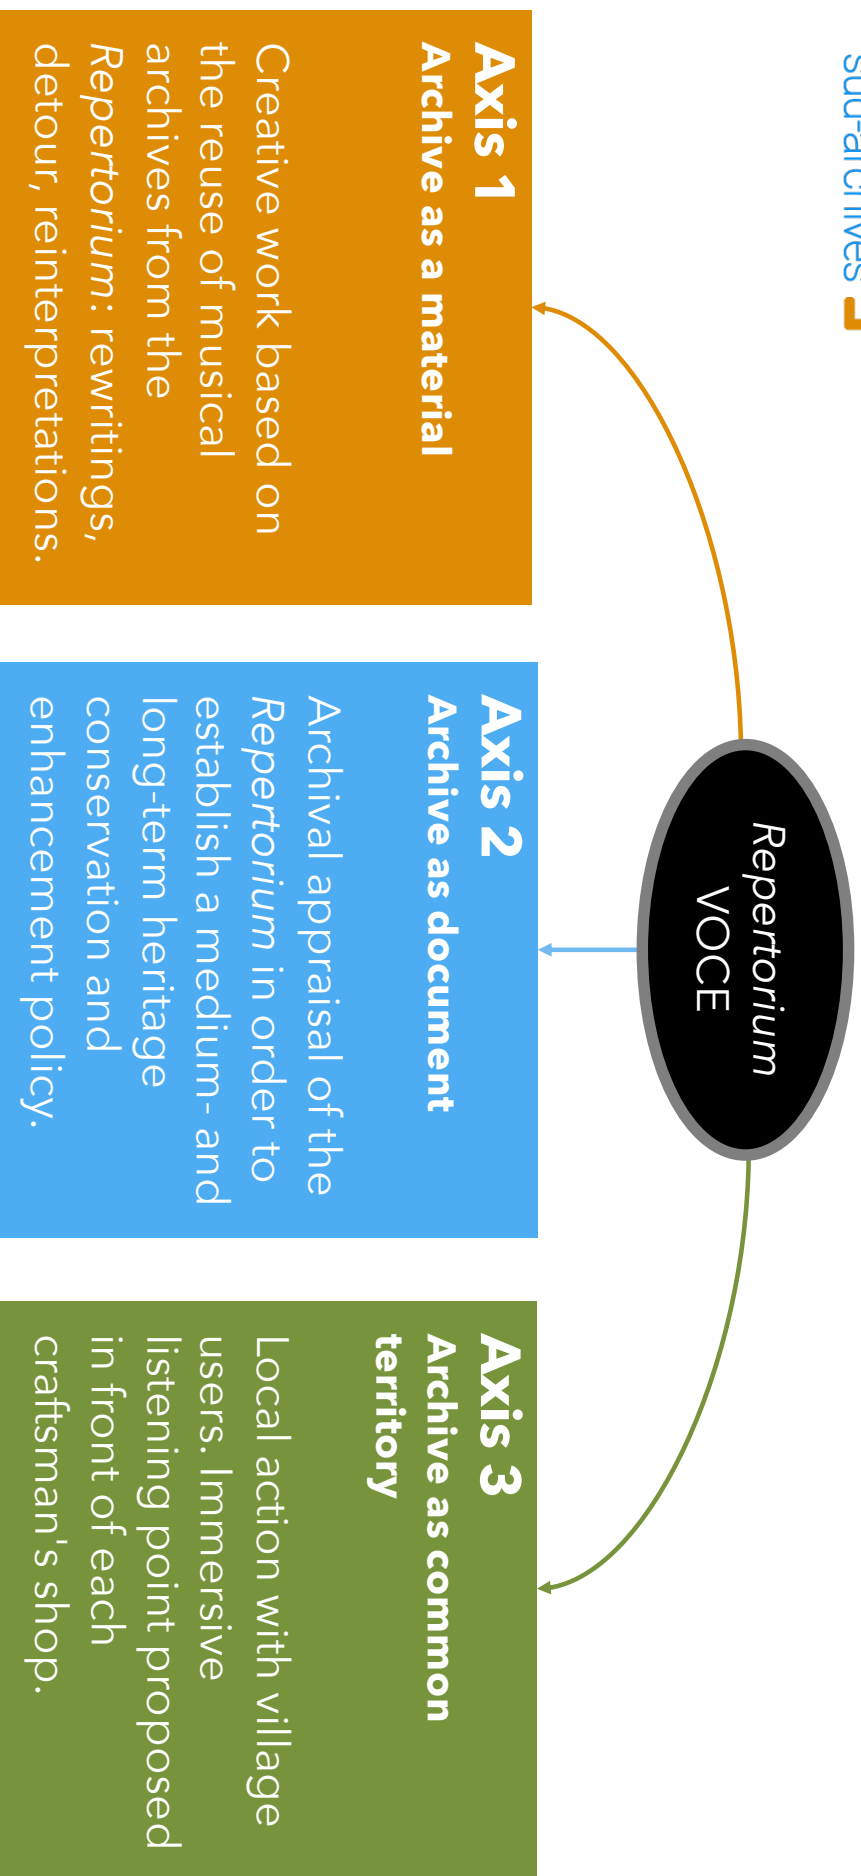 Repertorium
VOCE
Axis 1
Archive as a material
Creative work based on
the reuse of musical
archives from the
Repertorium: rewritings,
detour, reinterpretations.
Axis 2
Archive as document
Archival appraisal of the
Repertorium in order to
establish a medium- and
long-term heritage
conservation and
enhancement policy.
Axis 3
Archive as common
territory
Local action with village
users. Immersive
listening point proposed
in front of each
craftsman's shop.